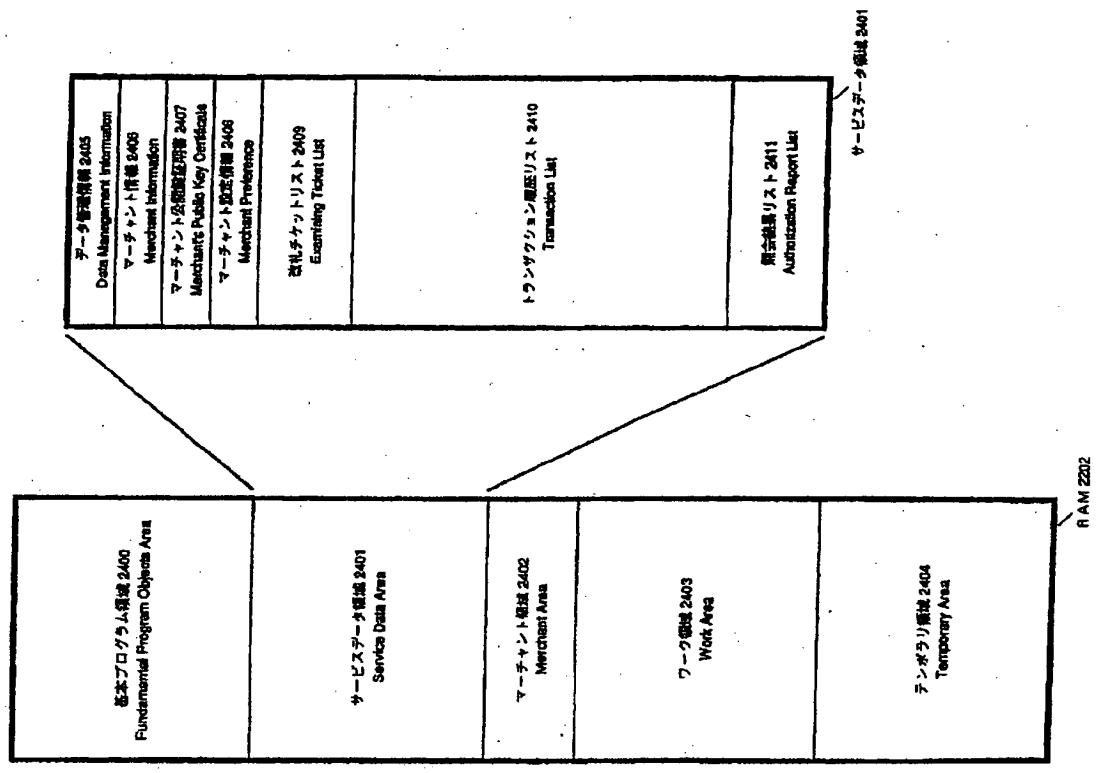 基本プログラム領域 2400
Fundamental Program Objects Area
サービスデータ領域 2401
Service Data Area
マーチャント領域 2402
Merchant Area
ワーク領域 2403
Work Area
テンポラリ領域 2404
Temporary Area
RAM 2202
データ管理情報 2405
Data Management Information
マーチャント情報 2406
Merchant Information
マーチャント公開鍵証明書 2407
Merchant's Public Key Certificate
マーチャント設定情報 2408
Merchant Preference
改札チケットリスト 2409
Examining Ticket List
トランザクション履歴リスト 2410
Transaction List
照会結果リスト 2411
Authorization Report List
サービスデータ領域 2401